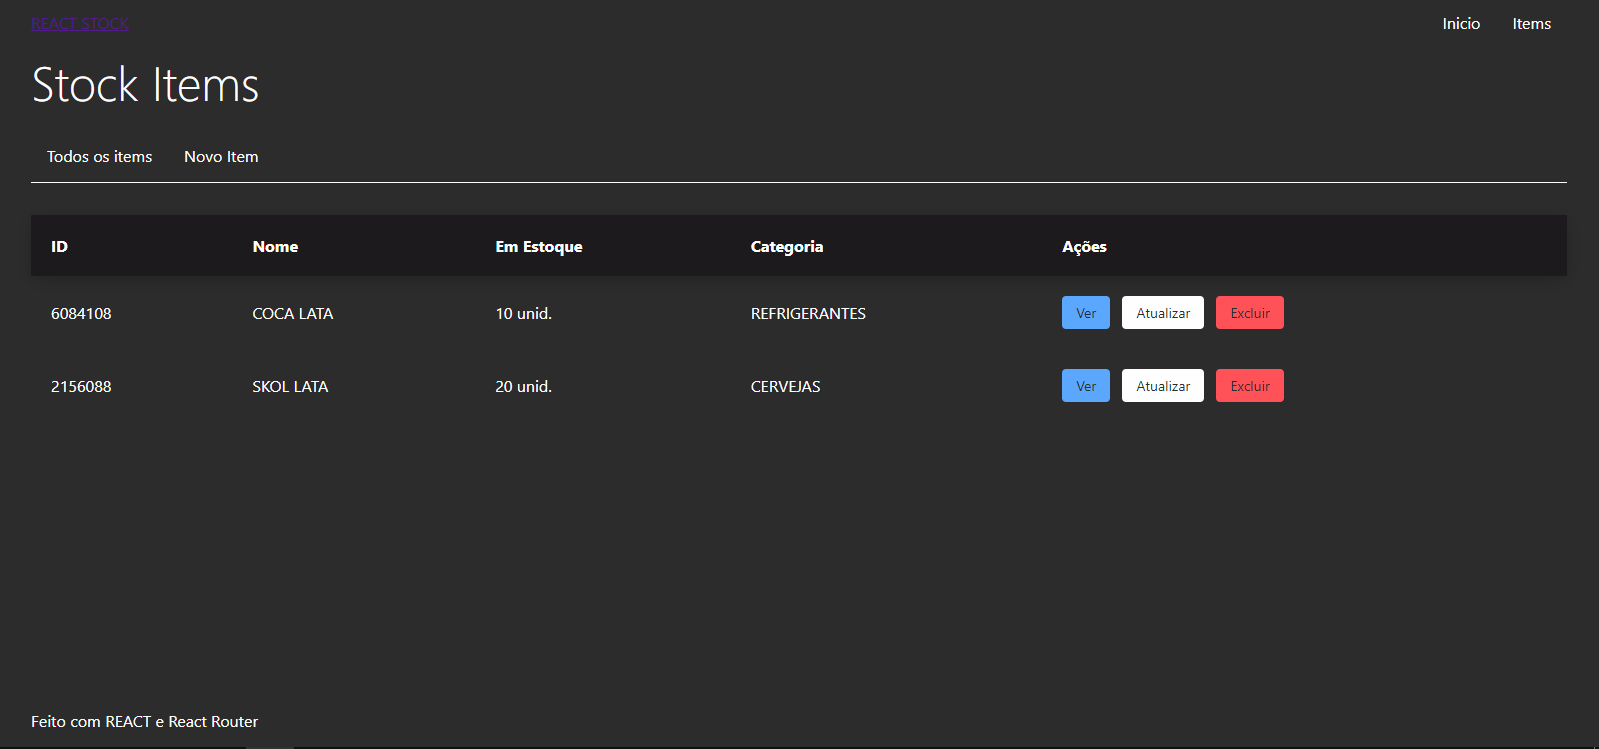 REACT STOCK Inicio Items
Stock Items
Todos os items Novo Item
ID Nome Em Estoque Categoria Ações
6084108 COCA LATA 10 unid. REFRIGERANTES Ver Atualizar Excluir
2156088 SKOL LATA 20 unid. CERVEJAS Ver Atualizar Excluir
Feito com REACT e React Router